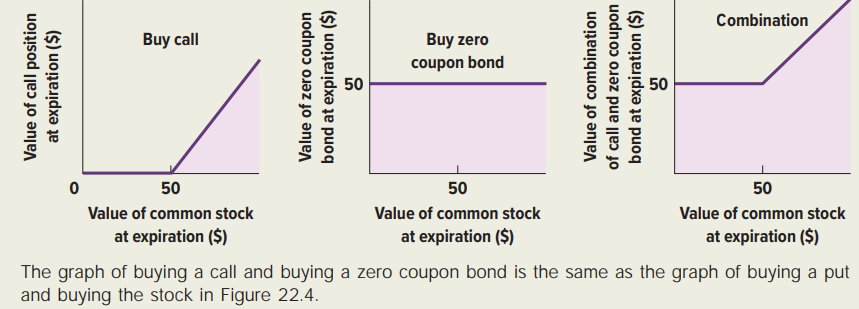 Value of call position
at expiration ($)
Buy call
0
50
Value of common stock
at expiration ($)
Value of zero coupon
bond at expiration ($)
Buy zero
coupon bond
50
50
Value of common stock
at expiration ($)
Value of combination
of call and zero coupon
bond at expiration ($)
Combination
50
50
Value of common stock
at expiration ($)
The graph of buying a call and buying a zero coupon bond is the same as the graph of buying a put
and buying the stock in Figure 22.4.